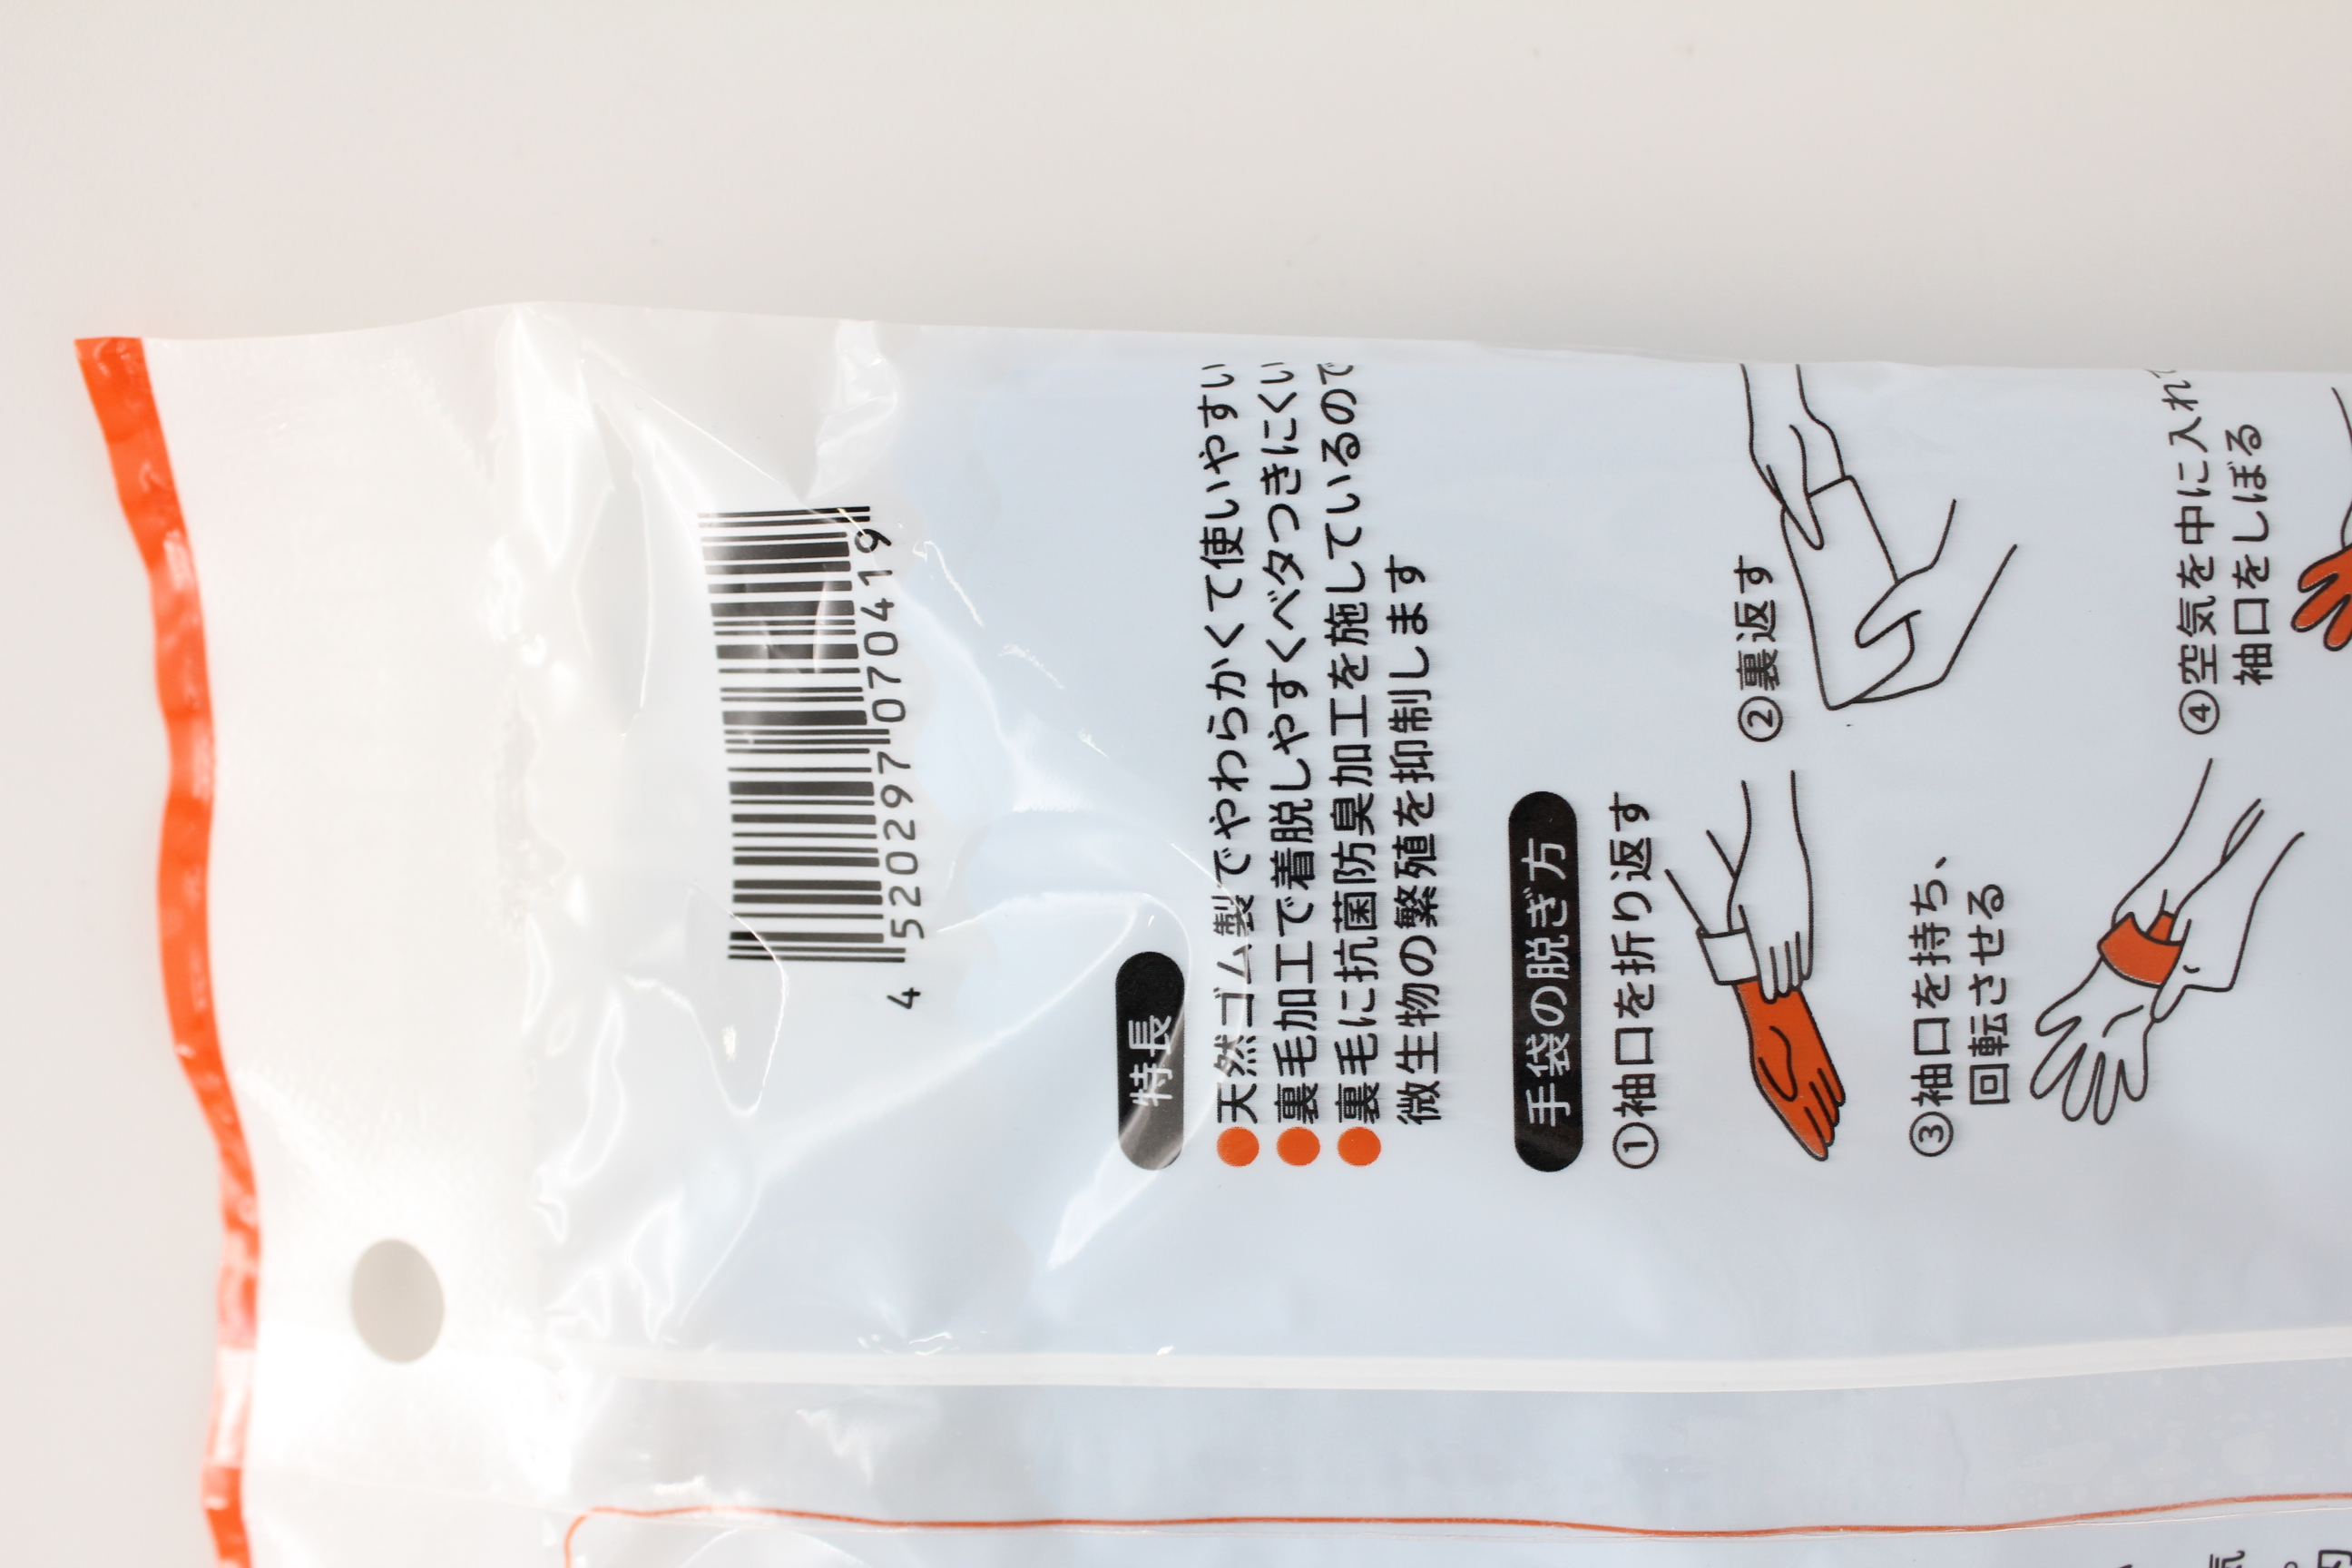 4 520297 070419
特長
●天然ゴム製でやわらかくて使いやすい
●裏毛加工で着脱しやすくベタつきにくい
●裏毛に抗菌防臭加工を施しているので
微生物の繁殖を抑制します
手袋の脱ぎ方
①袖口を折り返す
②裏返す
③袖口を持ち、
回転させる
④空気を中に入れて
袖口をしぼる
気